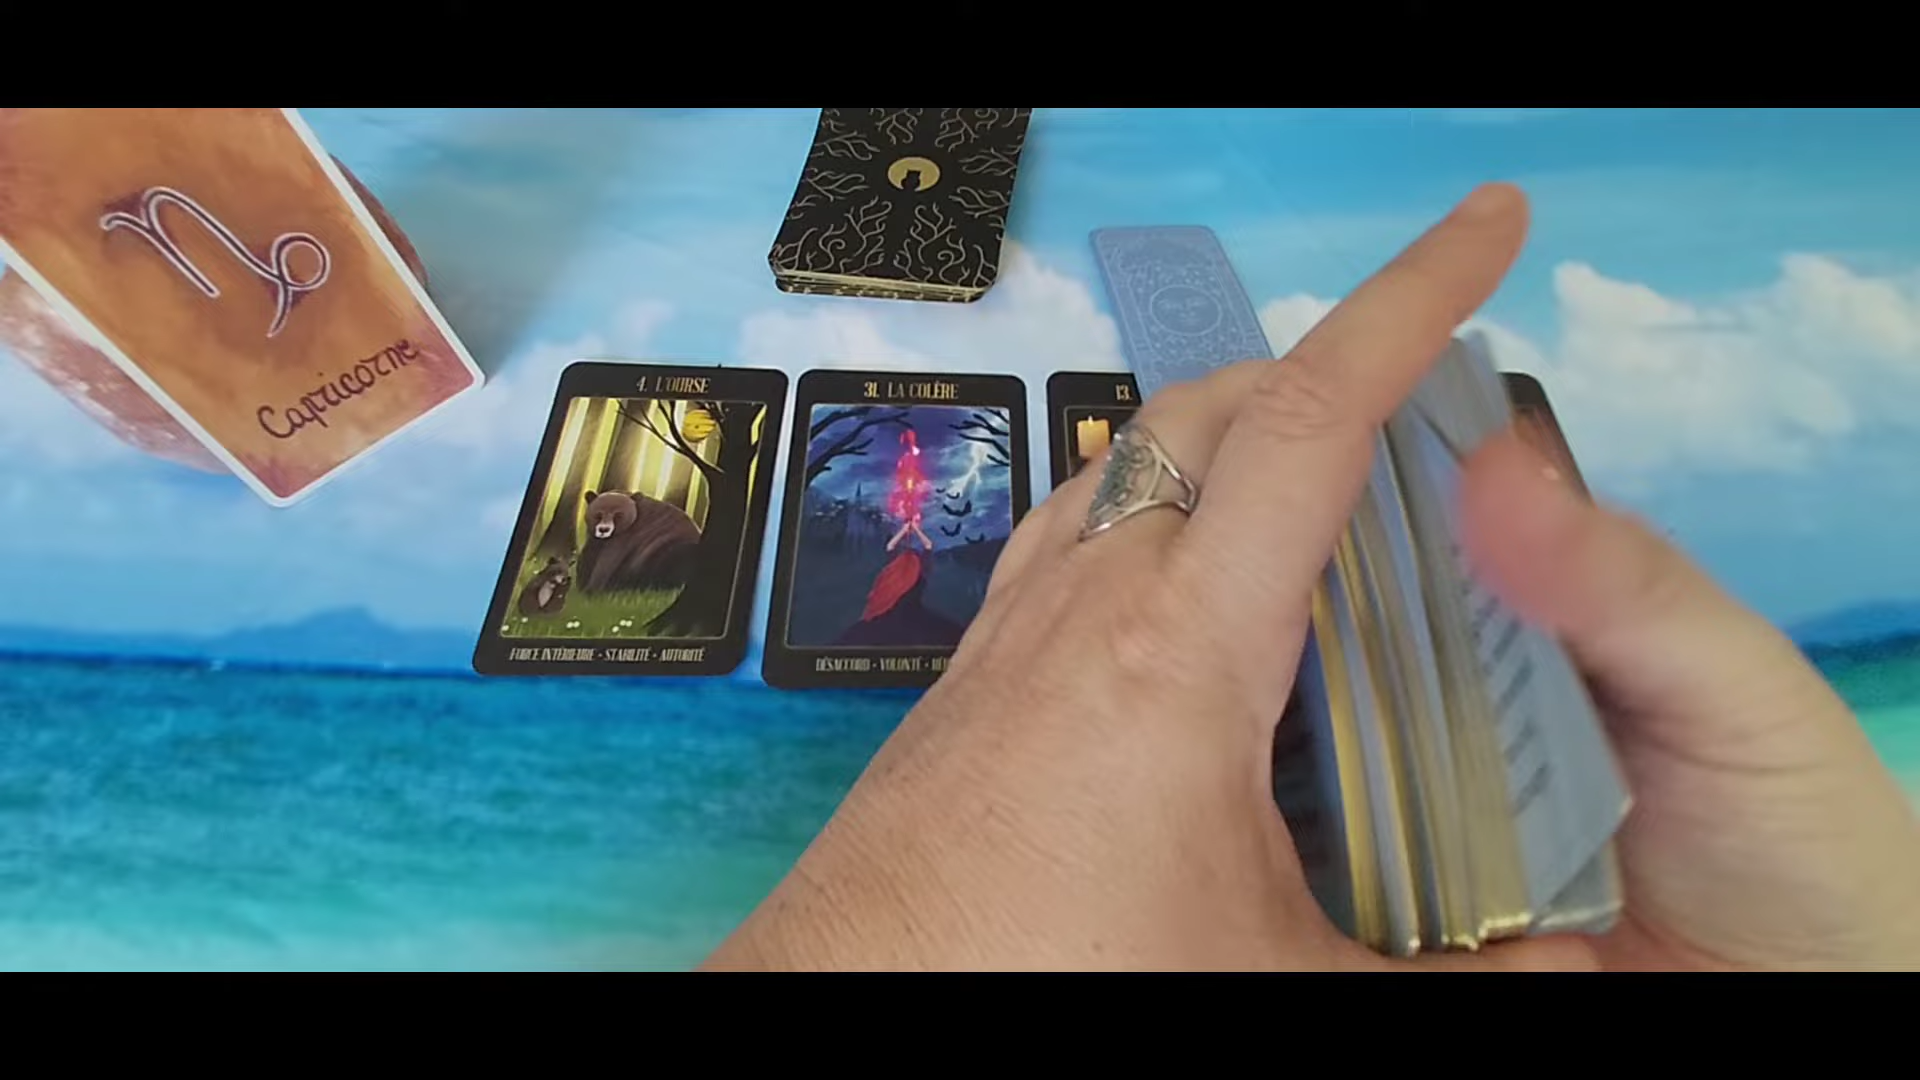 Capricorne
4. L'OURSE
FORCE INTÉRIEURE • STABILITÉ • AUTORITÉ
31. LA COLÈRE
DÉSACCORD • VOLONTÉ •
13.